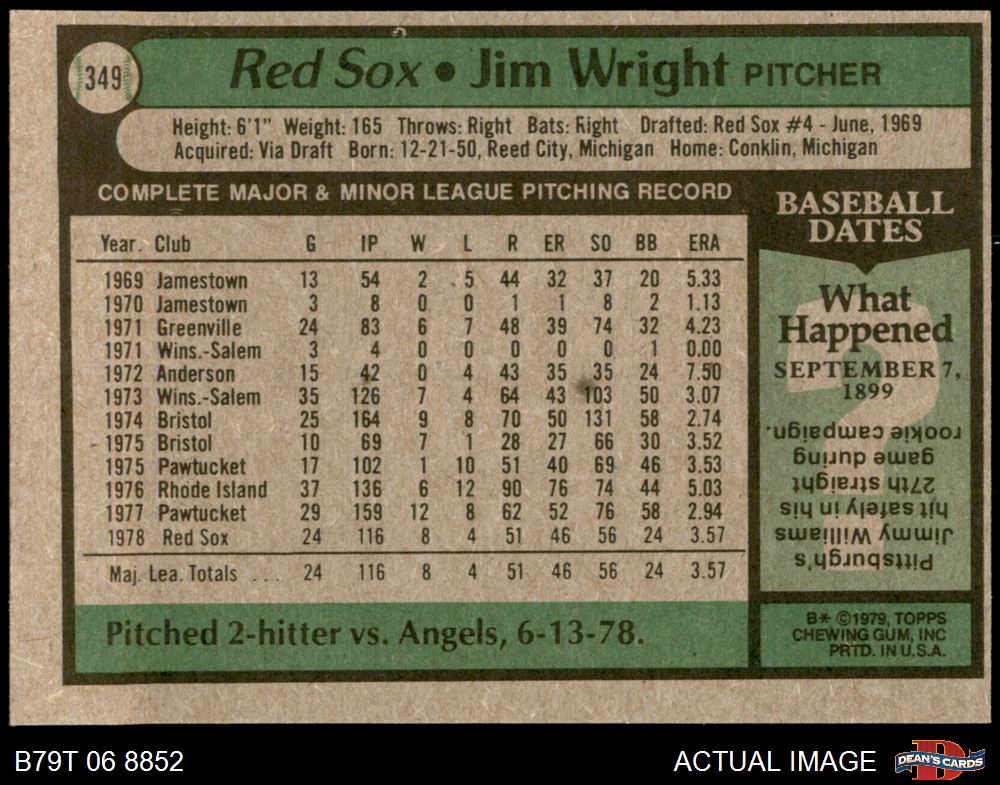 349
Red Sox • Jim Wright PITCHER
Height: 6'1" Weight: 165 Throws: Right Bats: Right Drafted: Red Sox #4 - June, 1969
Acquired: Via Draft Born: 12-21-50, Reed City, Michigan Home: Conklin, Michigan
COMPLETE MAJOR & MINOR LEAGUE PITCHING RECORD
Year. Club G IP W L R ER SO BB ERA
1969 Jamestown 13 54 2 5 44 32 37 20 5.33
1970 Jamestown 3 8 0 0 1 1 8 2 1.13
1971 Greenville 24 83 6 7 48 39 74 32 4.23
1971 Wins.-Salem 3 4 0 0 0 0 0 1 0.00
1972 Anderson 15 42 0 4 43 35 35 24 7.50
1973 Wins.-Salem 35 126 7 4 64 43 103 50 3.07
1974 Bristol 25 164 9 8 70 50 131 58 2.74
1975 Bristol 10 69 7 1 28 27 66 30 3.52
1975 Pawtucket 17 102 1 10 51 40 69 46 3.53
1976 Rhode Island 37 136 6 12 90 76 74 44 5.03
1977 Pawtucket 29 159 12 8 62 52 76 58 2.94
1978 Red Sox 24 116 8 4 51 46 56 24 3.57
Maj. Lea. Totals ... 24 116 8 4 51 46 56 24 3.57
Pitched 2-hitter vs. Angels, 6-13-78.
BASEBALL
DATES
What
Happened
SEPTEMBER 7,
1899
Pittsburgh's
Jimmy Williams
hit safely in his
27th straight
game during
rookie campaign.
B* ©1979, TOPPS
CHEWING GUM, INC
PRTD. IN U.S.A.
B79T 06 8852
ACTUAL IMAGE
DEAN'S CARDS